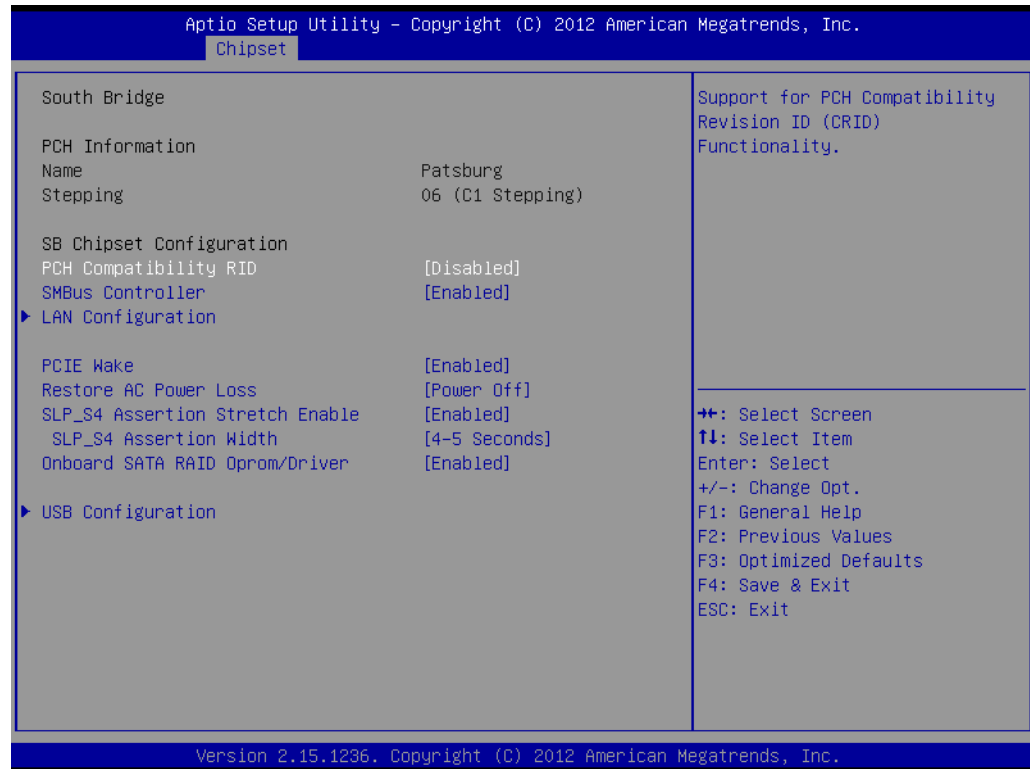 Aptio Setup Utility – Copyright (C) 2012 American Megatrends, Inc.
Chipset
South Bridge
PCH Information
Name Patsburg
Stepping 06 (C1 Stepping)
SB Chipset Configuration
PCH Compatibility RID [Disabled]
SMBus Controller [Enabled]
LAN Configuration
PCIE Wake [Enabled]
Restore AC Power Loss [Power Off]
SLP_S4 Assertion Stretch Enable [Enabled]
SLP_S4 Assertion Width [4-5 Seconds]
Onboard SATA RAID Oprom/Driver [Enabled]
USB Configuration
Support for PCH Compatibility
Revision ID (CRID)
Functionality.
→←: Select Screen
↑↓: Select Item
Enter: Select
+/-: Change Opt.
F1: General Help
F2: Previous Values
F3: Optimized Defaults
F4: Save & Exit
ESC: Exit
Version 2.15.1236. Copyright (C) 2012 American Megatrends, Inc.